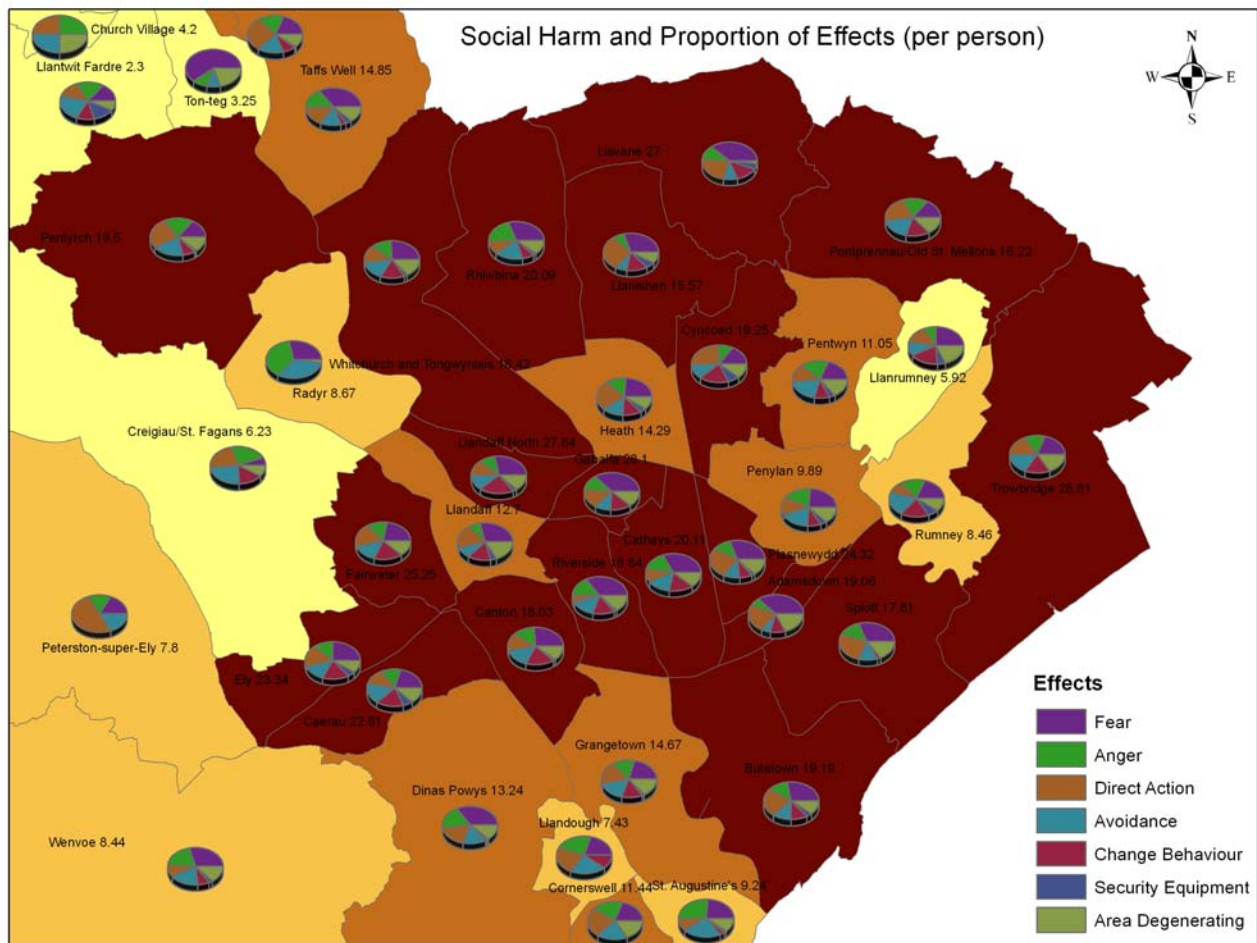 Social Harm and Proportion of Effects (per person)
N
W E
S
Church Village 4.2
Llantwit Fardre 2.3
Ton-teg 3.25
Taffs Well 14.85
Lisvane 27
Pentyrch 19.5
Rhiwbina 20.09
Llanishen 15.57
Pontprennau/Old St. Mellons 16.22
Cyncoed 19.25
Pentwyn 11.05
Llanrumney 5.92
Whitchurch and Tongwynlais 18.42
Radyr 8.67
Heath 14.29
Creigiau/St. Fagans 6.23
Llandaff North 27.84
Gabalfa 28.1
Penylan 9.89
Trowbridge 28.81
Llandaff 12.7
Rumney 8.46
Cathays 20.11
Plasnewydd 24.32
Riverside 18.84
Fairwater 25.25
Adamsdown 19.06
Canton 18.03
Splott 17.81
Peterston-super-Ely 7.8
Ely 23.34
Caerau 22.81
Grangetown 14.67
Butetown 19.19
Dinas Powys 13.24
Llandough 7.43
Wenvoe 8.44
Cornerswell 11.44
St. Augustine's 9.24
Effects
Fear
Anger
Direct Action
Avoidance
Change Behaviour
Security Equipment
Area Degenerating